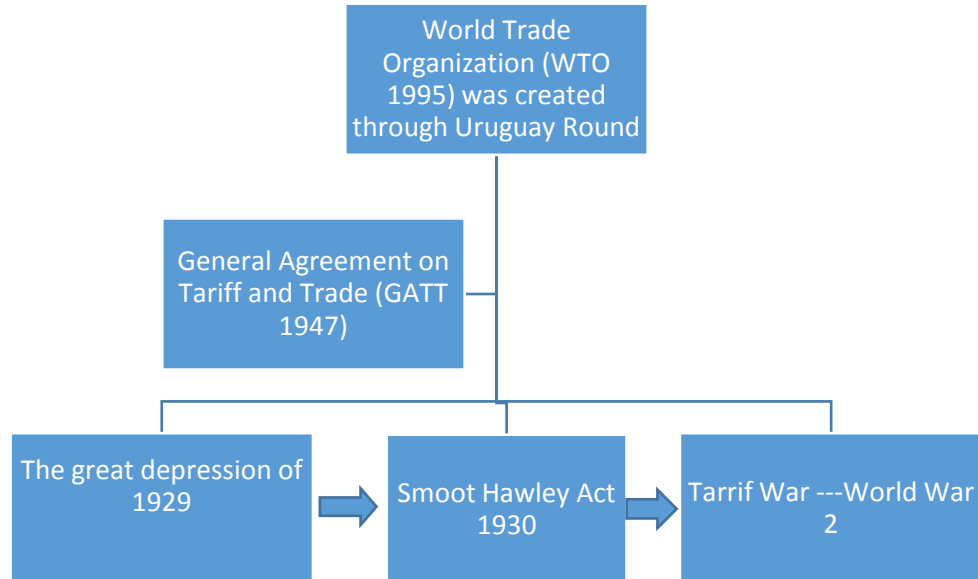 World Trade
Organization (WTO
1995) was created
through Uruguay Round
General Agreement on
Tariff and Trade (GATT
1947)
The great depression of
1929
Smoot Hawley Act
1930
Tarrif War ---World War
2